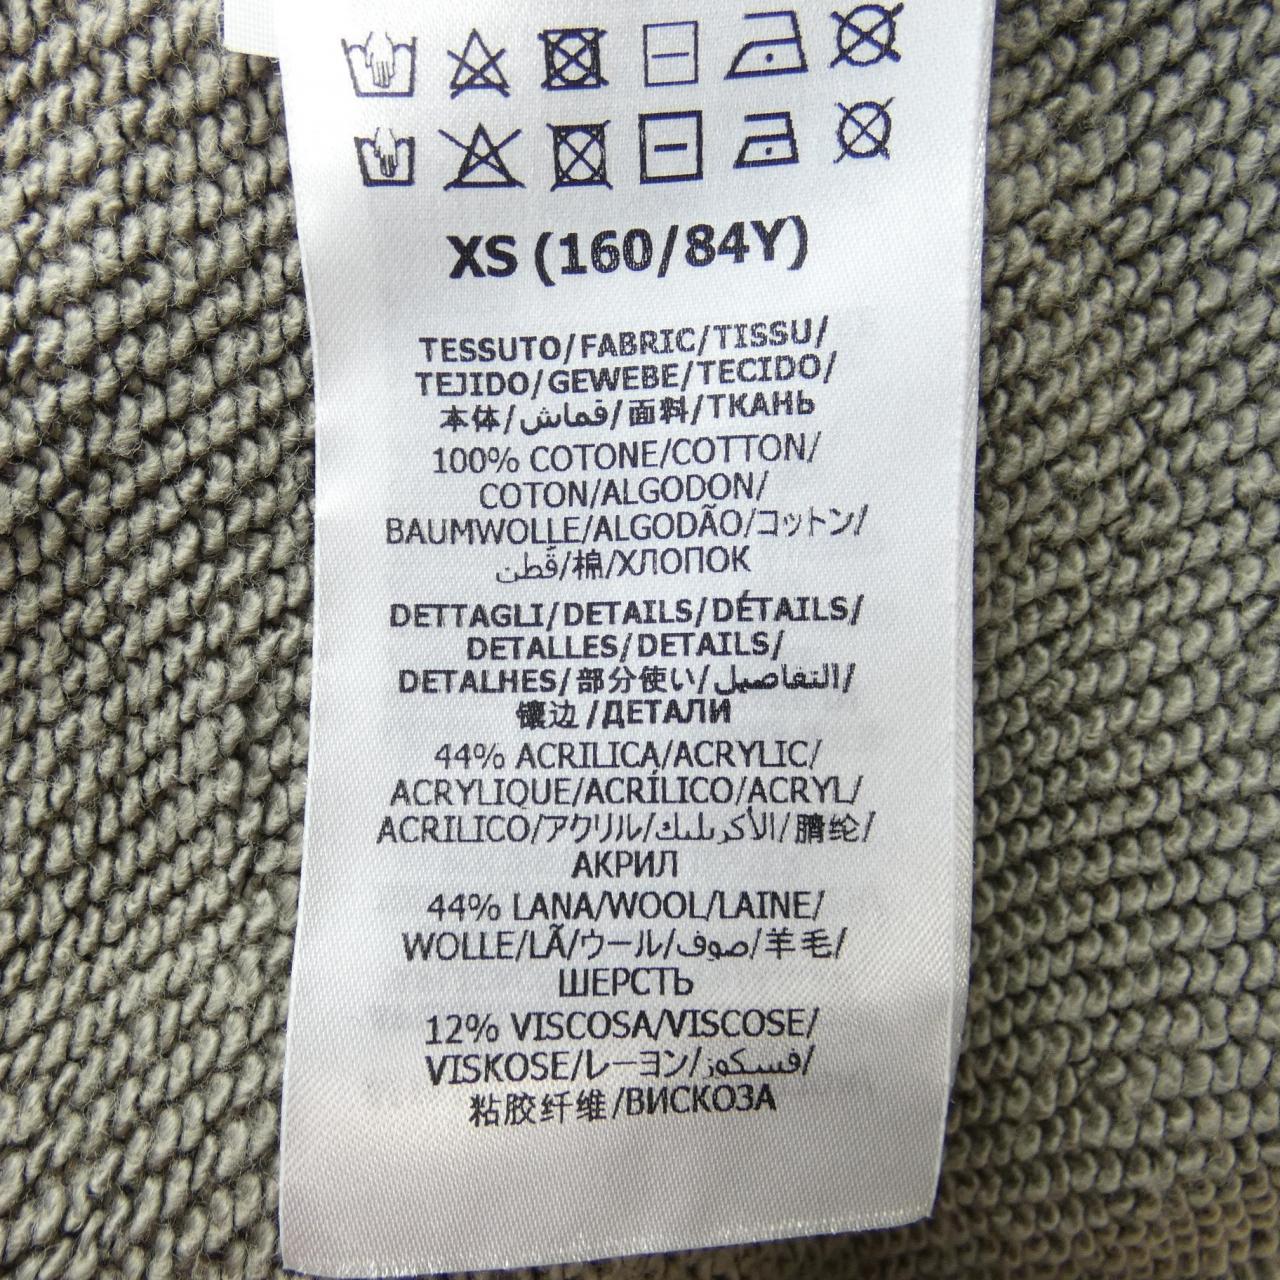 XS (160/84Y)
TESSUTO/FABRIC/TISSU/
TEJIDO/GEWEBE/TECIDO/
本体/قماش/面料/ТКАНЬ
100% COTONE/COTTON/
COTON/ALGODON/
BAUMWOLLE/ALGODÃO/コットン/
قطن/棉/ХЛОПОК
DETTAGLI/DETAILS/DÉTAILS/
DETALLES/DETAILS/
DETALHES/部分使い/التفاصيل/
镶边/ДЕТАЛИ
44% ACRILICA/ACRYLIC/
ACRYLIQUE/ACRÍLICO/ACRYL/
ACRILICO/アクリル/الأكريليك/腈纶/
АКРИЛ
44% LANA/WOOL/LAINE/
WOLLE/LÃ/ウール/صوف/羊毛/
ШЕРСТЬ
12% VISCOSA/VISCOSE/
VISKOSE/レーヨン/فسكوز/
粘胶纤维/ВИСКОЗА